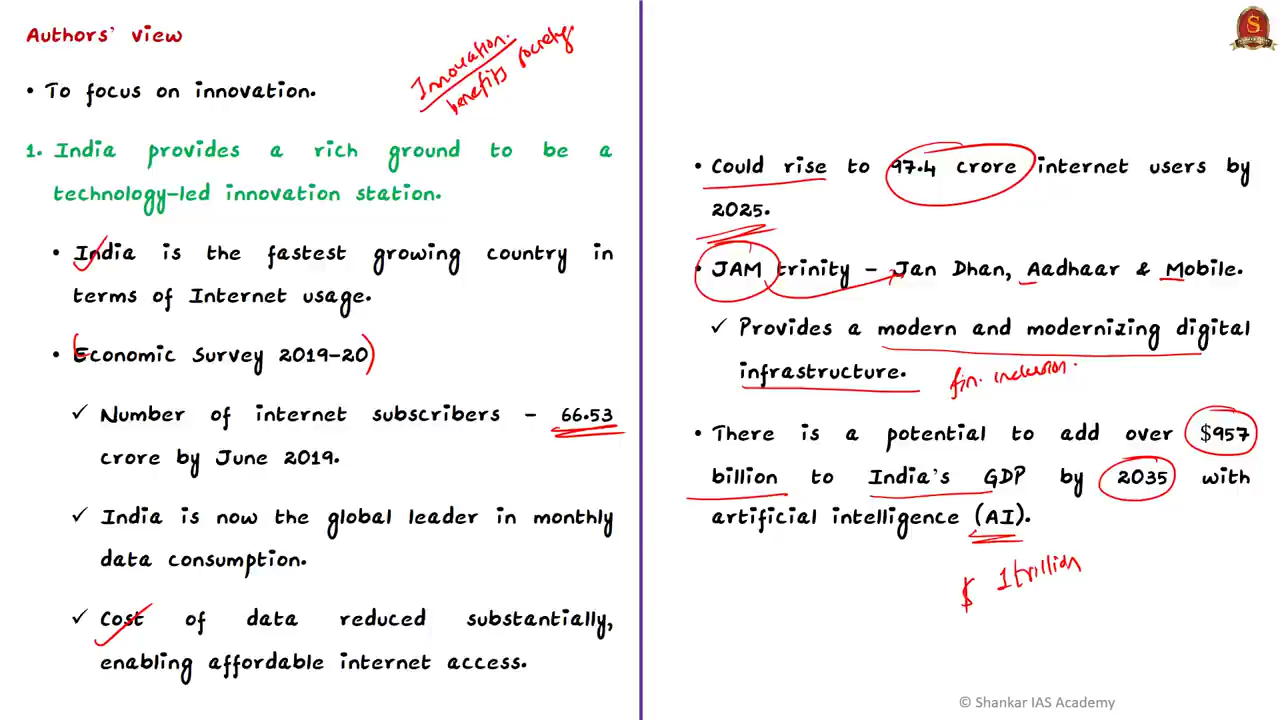 Authors' view
Innovation.
benefits society.
• To focus on innovation.
1. India provides a rich ground to be a
technology-led innovation station.
• India is the fastest growing country in
terms of Internet usage.
• Economic Survey 2019-20
✓ Number of internet subscribers - 66.53
crore by June 2019.
✓ India is now the global leader in monthly
data consumption.
✓ Cost of data reduced substantially,
enabling affordable internet access.
• Could rise to 97.4 crore internet users by
2025.
• JAM trinity - Jan Dhan, Aadhaar & Mobile.
✓ Provides a modern and modernizing digital
infrastructure.
fin. inclusion.
• There is a potential to add over $957
billion to India's GDP by 2035 with
artificial intelligence (AI).
$ 1 trillion
© Shankar IAS Academy